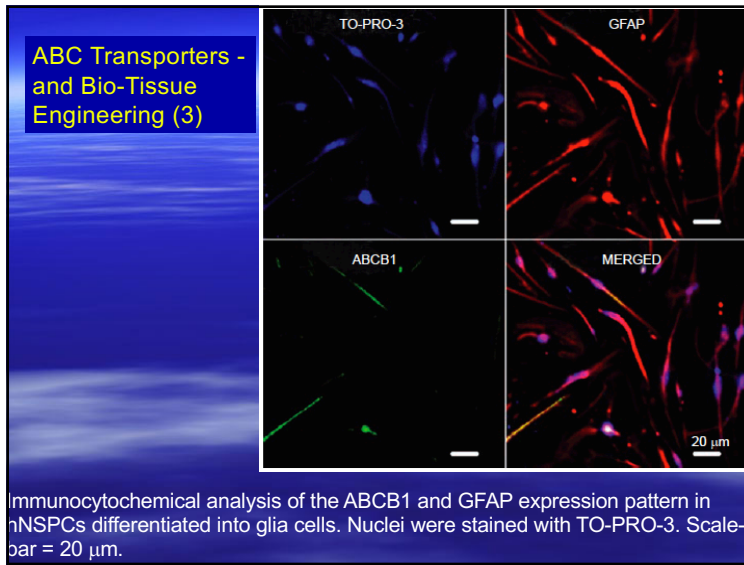 ABC Transporters -
and Bio-Tissue
Engineering (3)
TO-PRO-3
GFAP
ABCB1
MERGED
20 μm
Immunocytochemical analysis of the ABCB1 and GFAP expression pattern in
hNSPCs differentiated into glia cells. Nuclei were stained with TO-PRO-3. Scale-
bar = 20 μm.